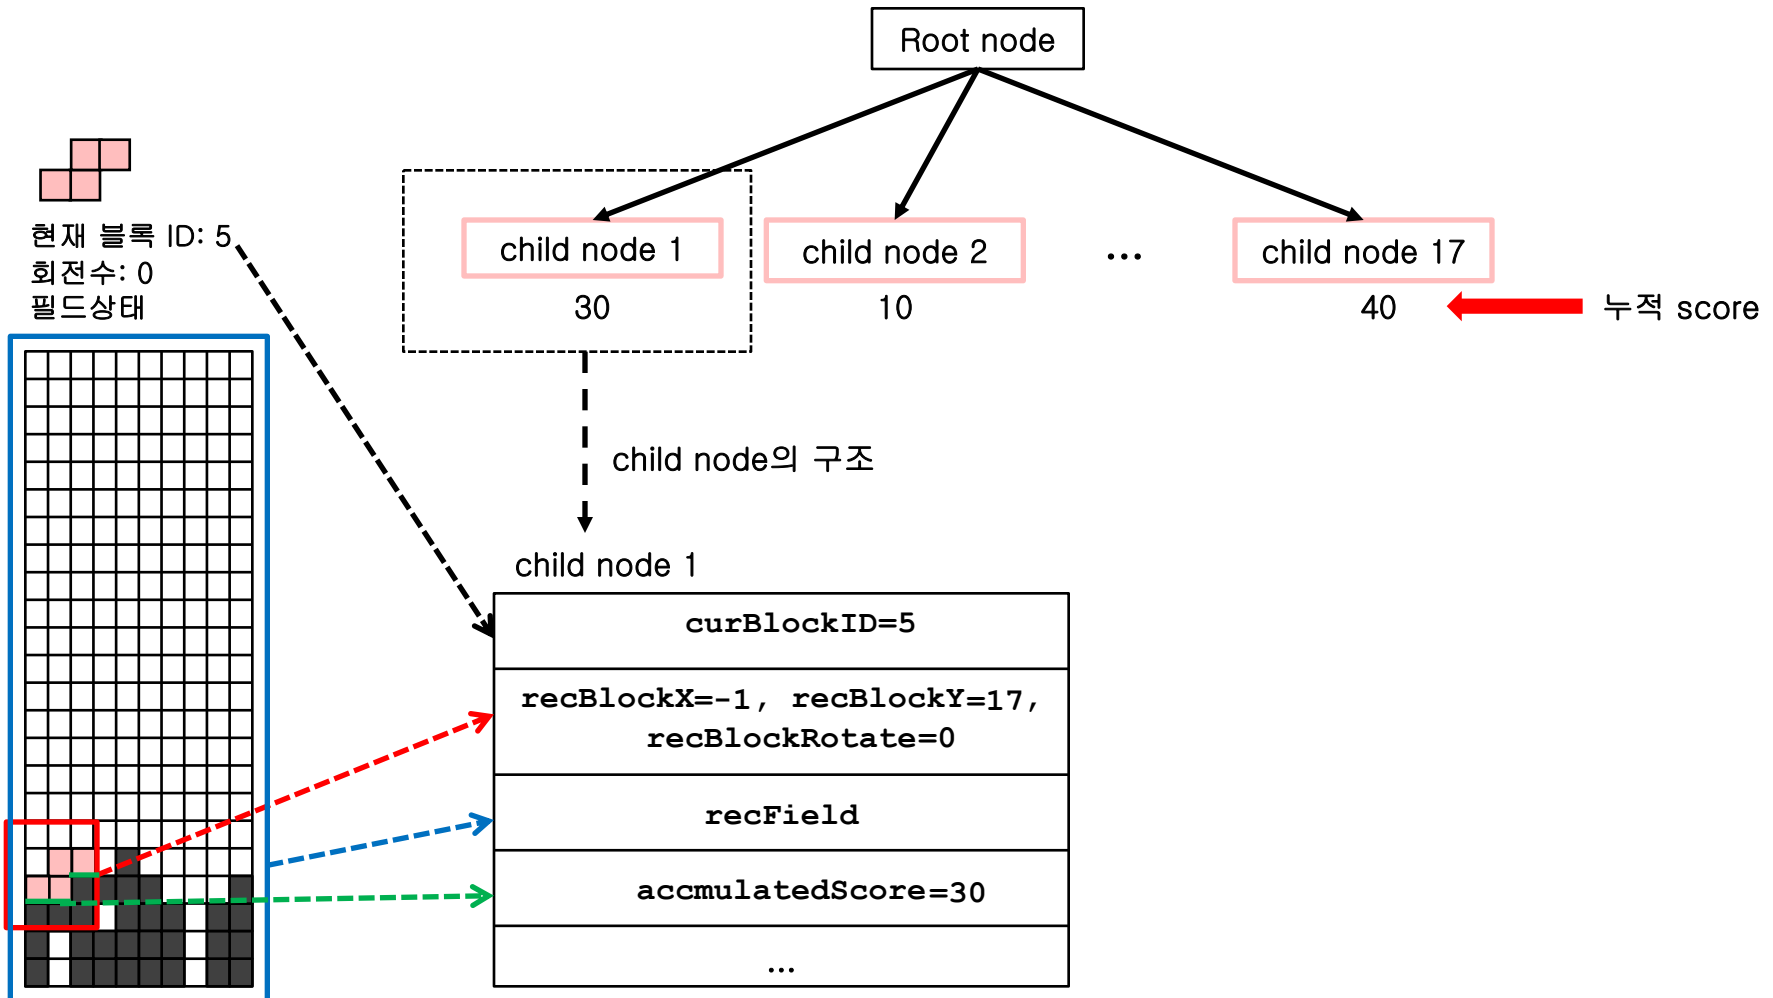 Root node
현재 블록 ID: 5
회전수: 0
필드상태
child node 1
child node 2
...
child node 17
30
10
40
누적 score
child node의 구조
child node 1
curBlockID=5
recBlockX=-1, recBlockY=17,
recBlockRotate=0
recField
accmulatedScore=30
...